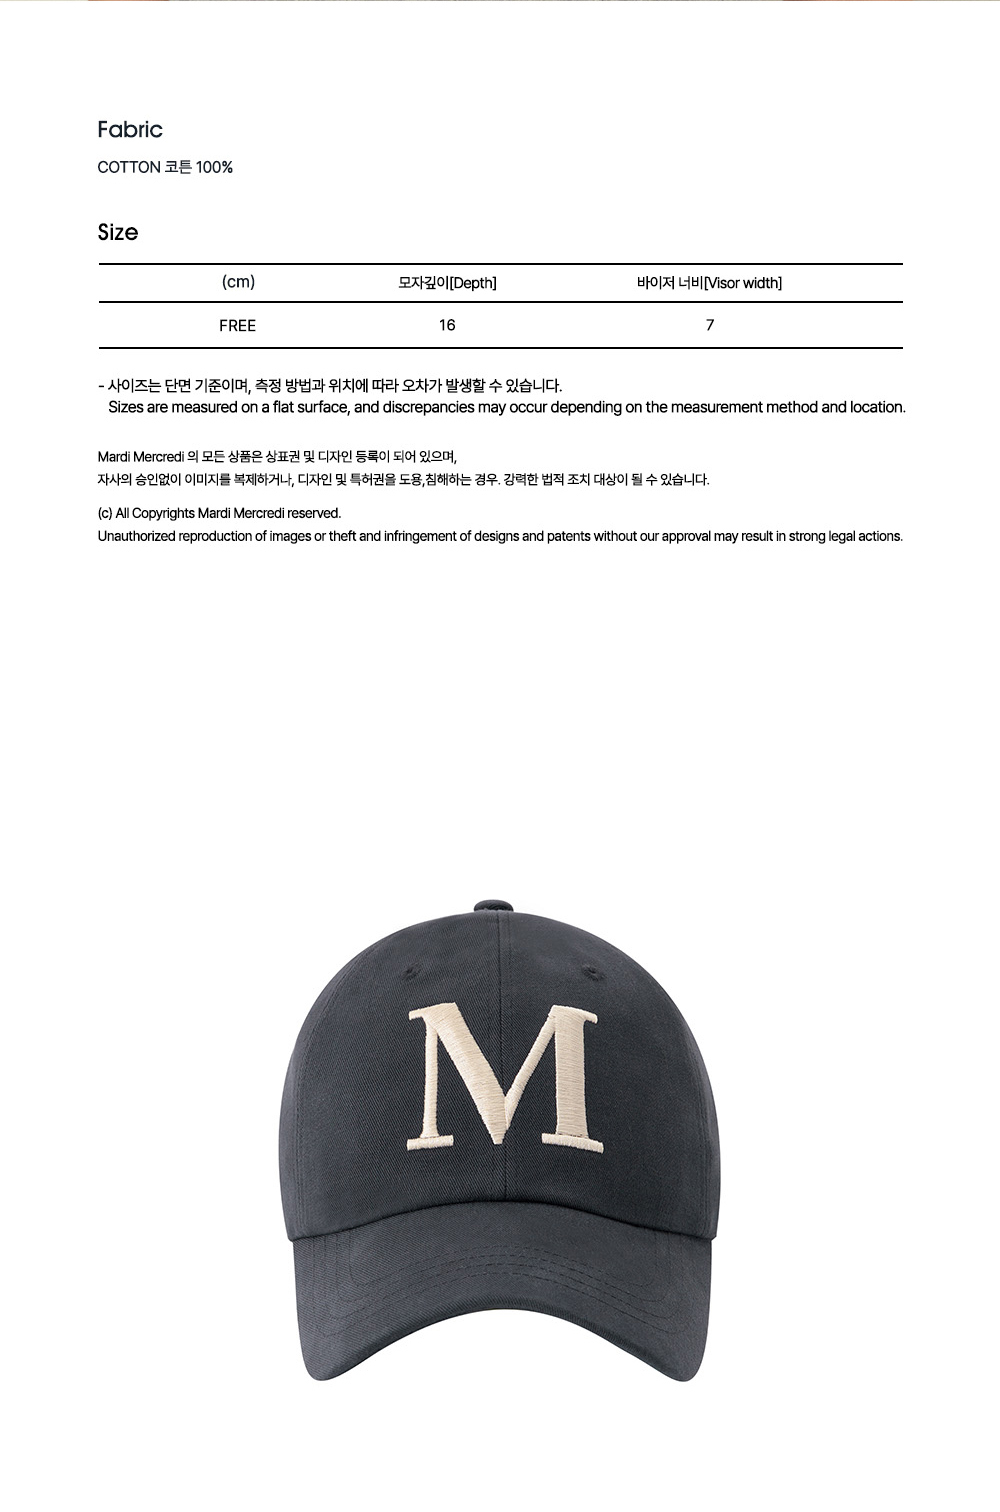 Fabric
COTTON 코튼 100%
Size
(cm) 모자깊이[Depth] 바이저 너비[Visor width]
FREE 16 7
- 사이즈는 단면 기준이며, 측정 방법과 위치에 따라 오차가 발생할 수 있습니다.
Sizes are measured on a flat surface, and discrepancies may occur depending on the measurement method and location.
Mardi Mercredi 의 모든 상품은 상표권 및 디자인 등록이 되어 있으며,
자사의 승인없이 이미지를 복제하거나, 디자인 및 특허권을 도용,침해하는 경우. 강력한 법적 조치 대상이 될 수 있습니다.
(c) All Copyrights Mardi Mercredi reserved.
Unauthorized reproduction of images or theft and infringement of designs and patents without our approval may result in strong legal actions.
M